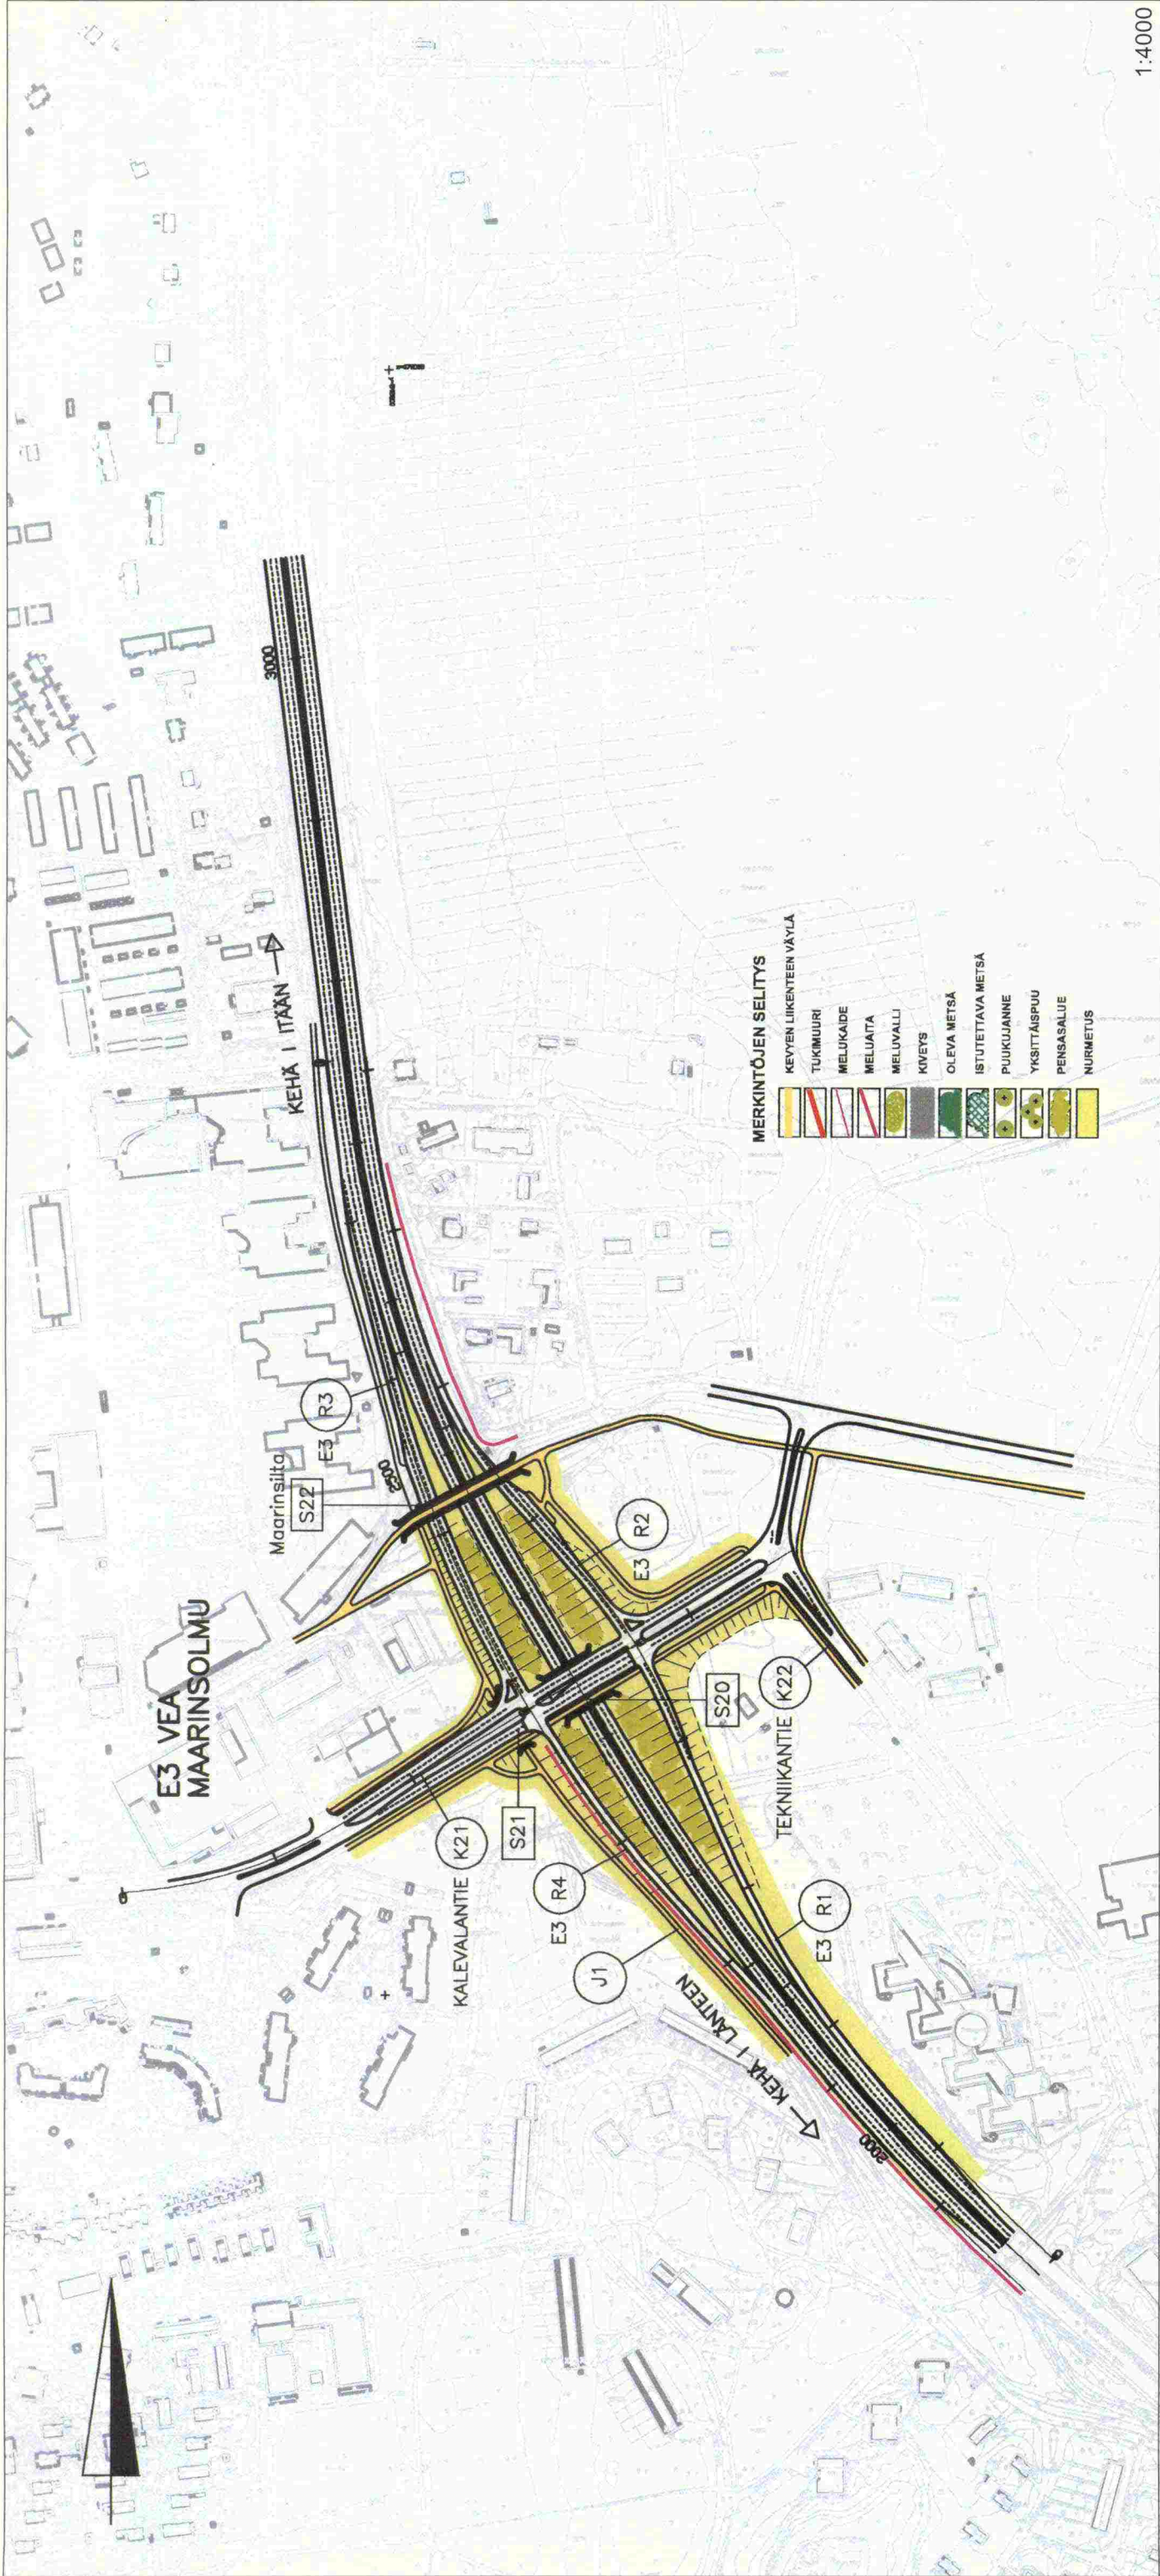 E3 VEA
MAARINSOLMU
Maarinsilta
S22
E3
R3
2500
KEHÄ I ITÄÄN
3000
KALEVALANTIE
K21
S21
E3
R4
J1
KEHÄ I LÄNTEEN
2000
E3
R1
TEKNIIKANTIE
K22
S20
E3
R2
MERKINTÖJEN SELITYS
KEVYEN LIIKENTEEN VÄYLÄ
TUKIMUURI
MELUKAIDE
MELUAITA
MELUVALLI
KIVEYS
OLEVA METSÄ
ISTUTETTAVA METSÄ
PUUKUJANNE
YKSITTÄISPUU
PENSASALUE
NURMETUS
1:4000